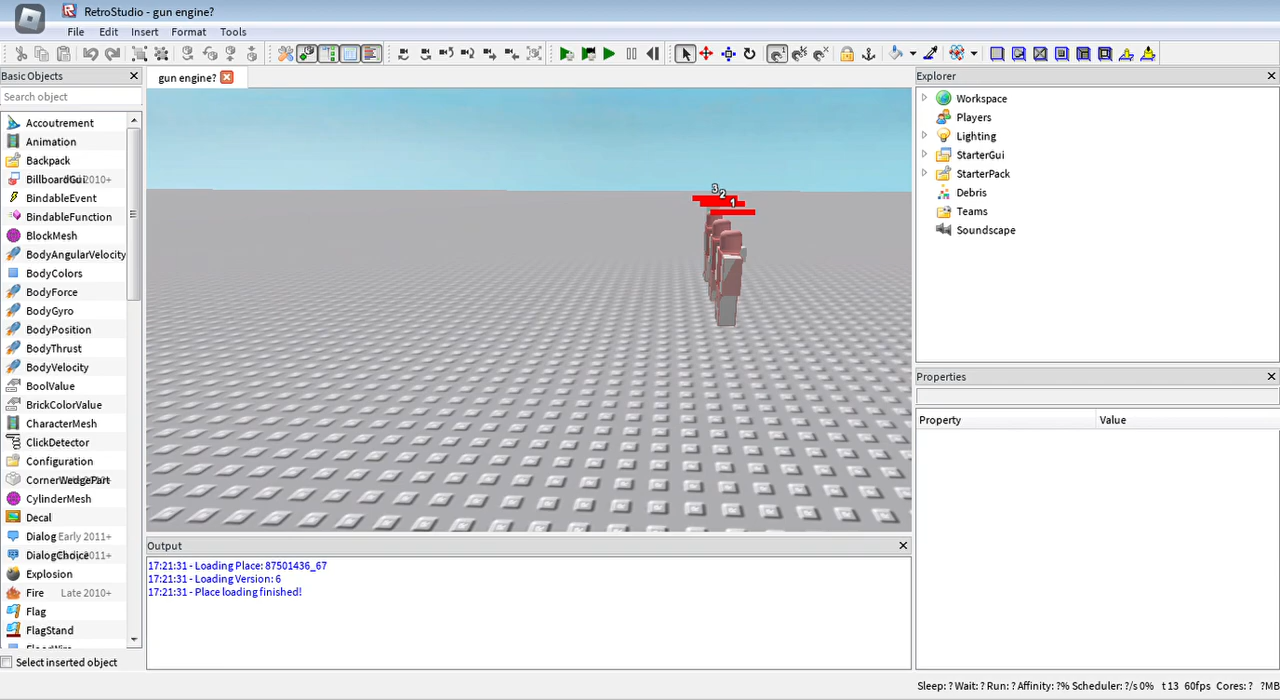 RetroStudio - gun engine?
File Edit Insert Format Tools
Basic Objects
Search object
Accoutrement
Animation
Backpack
BillboardGui 2010+
BindableEvent
BindableFunction
BlockMesh
BodyAngularVelocity
BodyColors
BodyForce
BodyGyro
BodyPosition
BodyThrust
BodyVelocity
BoolValue
BrickColorValue
CharacterMesh
ClickDetector
Configuration
CornerWedgePart 2010+
CylinderMesh
Decal
Dialog Early 2011+
DialogChoice 2011+
Explosion
Fire Late 2010+
Flag
FlagStand
Select inserted object
gun engine?
3
2
1
Output
17:21:31 - Loading Place: 87501436_67
17:21:31 - Loading Version: 6
17:21:31 - Place loading finished!
Explorer
Workspace
Players
Lighting
StarterGui
StarterPack
Debris
Teams
Soundscape
Properties
Property Value
Sleep: ? Wait: ? Run: ? Affinity: ?% Scheduler: ?/s 0% t 13 60fps Cores: ? ?MB